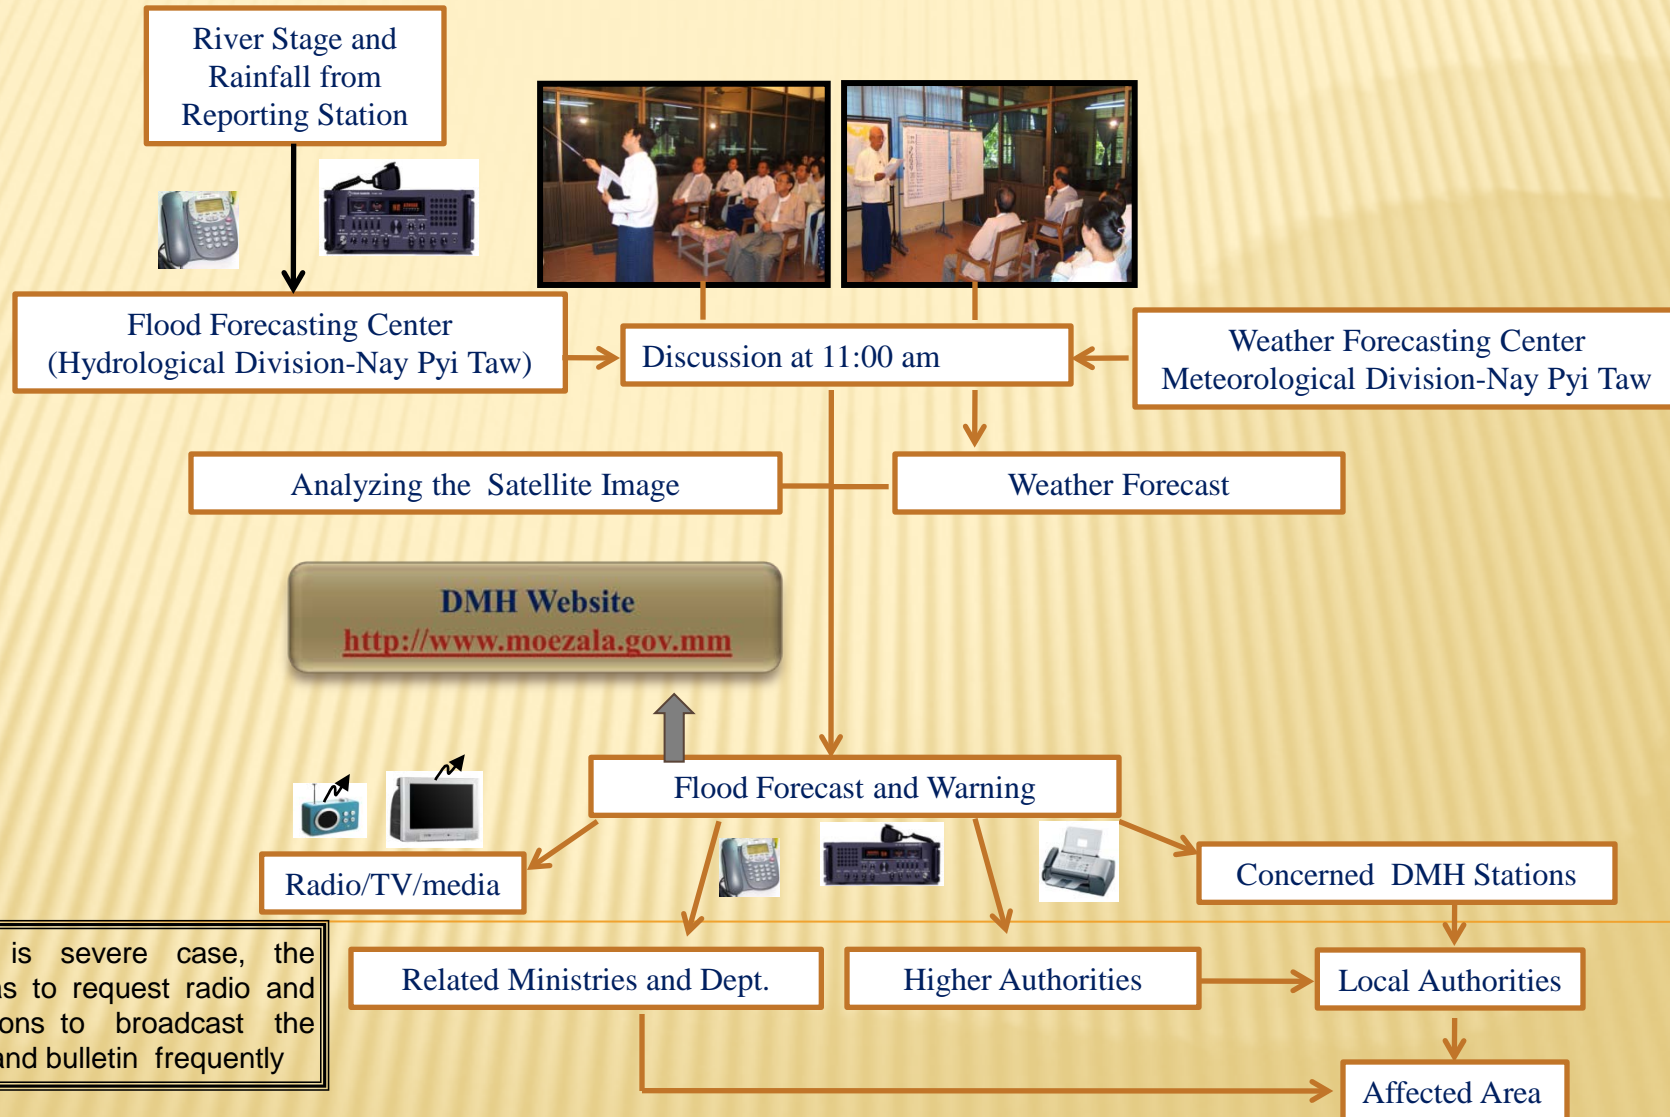 River Stage and
Rainfall from
Reporting Station
Flood Forecasting Center
(Hydrological Division-Nay Pyi Taw)
Discussion at 11:00 am
Weather Forecasting Center
Meteorological Division-Nay Pyi Taw
Analyzing the Satellite Image
Weather Forecast
DMH Website
http://www.moezala.gov.mm
Flood Forecast and Warning
Radio/TV/media
Concerned DMH Stations
is severe case, the
to request radio and
to broadcast the
and bulletin frequently
Related Ministries and Dept.
Higher Authorities
Local Authorities
Affected Area